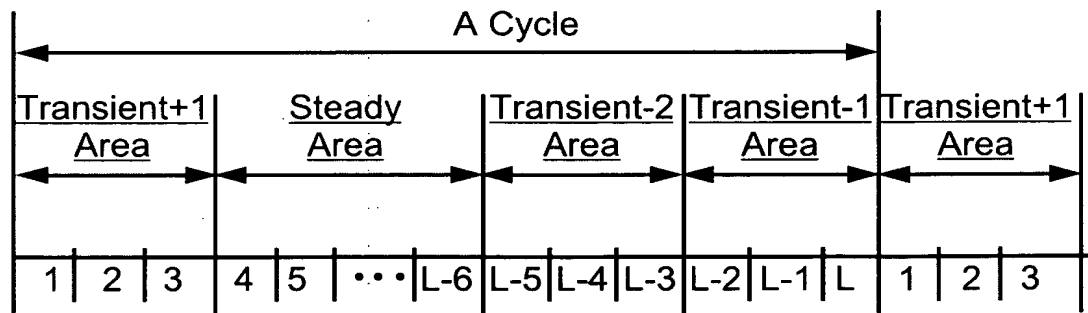 A Cycle
Transient+1 Steady Transient-2 Transient-1 Transient+1
Area Area Area Area Area
1 2 3 4 5 ••• L-6 L-5 L-4 L-3 L-2 L-1 L 1 2 3